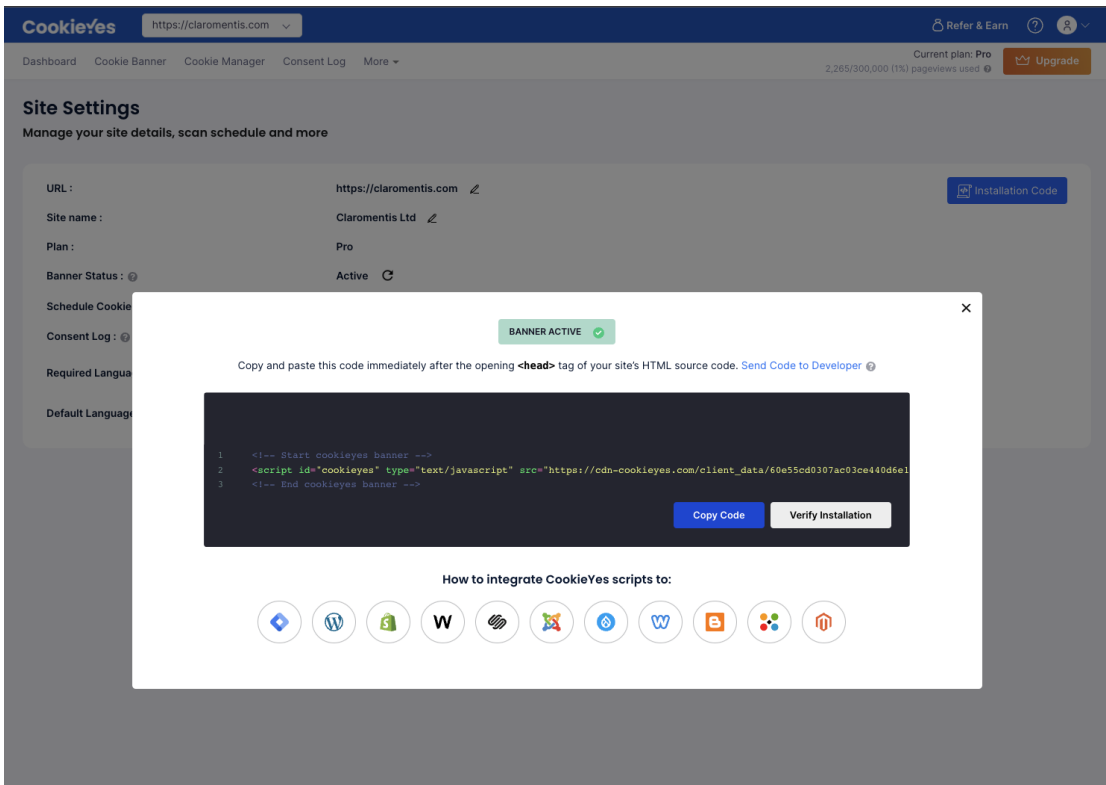 CookieYes
https://claromentis.com
Refer & Earn
Dashboard Cookie Banner Cookie Manager Consent Log More
Current plan: Pro
2,265/300,000 (1%) pageviews used
Upgrade
Site Settings
Manage your site details, scan schedule and more
URL : https://claromentis.com
Installation Code
Site name : Claromentis Ltd
Plan : Pro
Banner Status : Active
Schedule Cookie
Consent Log :
Required Langua
Default Language
BANNER ACTIVE
Copy and paste this code immediately after the opening <head> tag of your site's HTML source code. Send Code to Developer
1 <!-- Start cookieyes banner -->
2 <script id="cookieyes" type="text/javascript" src="https://cdn-cookieyes.com/client_data/60e55cd0307ac03ce440d6e1
3 <!-- End cookieyes banner -->
Copy Code Verify Installation
How to integrate CookieYes scripts to: